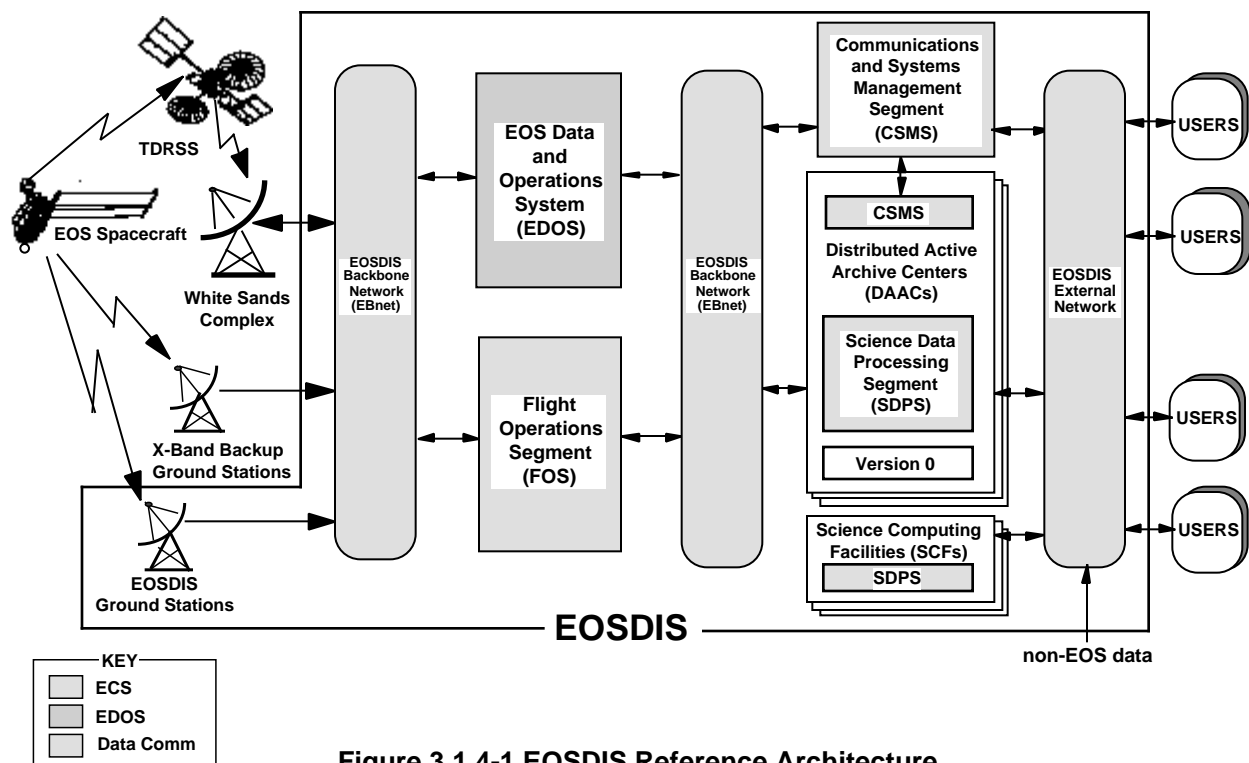 TDRSS
EOS Spacecraft
White Sands
Complex
X-Band Backup
Ground Stations
EOSDIS
Ground Stations
EOSDIS
Backbone
Network
(EBnet)
EOS Data
and
Operations
System
(EDOS)
Flight
Operations
Segment
(FOS)
EOSDIS
Backbone
Network
(EBnet)
Communications
and Systems
Management
Segment
(CSMS)
CSMS
Distributed Active
Archive Centers
(DAACs)
Science Data
Processing
Segment
(SDPS)
Version 0
Science Computing
Facilities (SCFs)
SDPS
EOSDIS
External
Network
USERS
USERS
USERS
USERS
EOSDIS
non-EOS data
KEY
ECS
EDOS
Data Comm
Figure 3.1.4-1 EOSDIS Reference Architecture